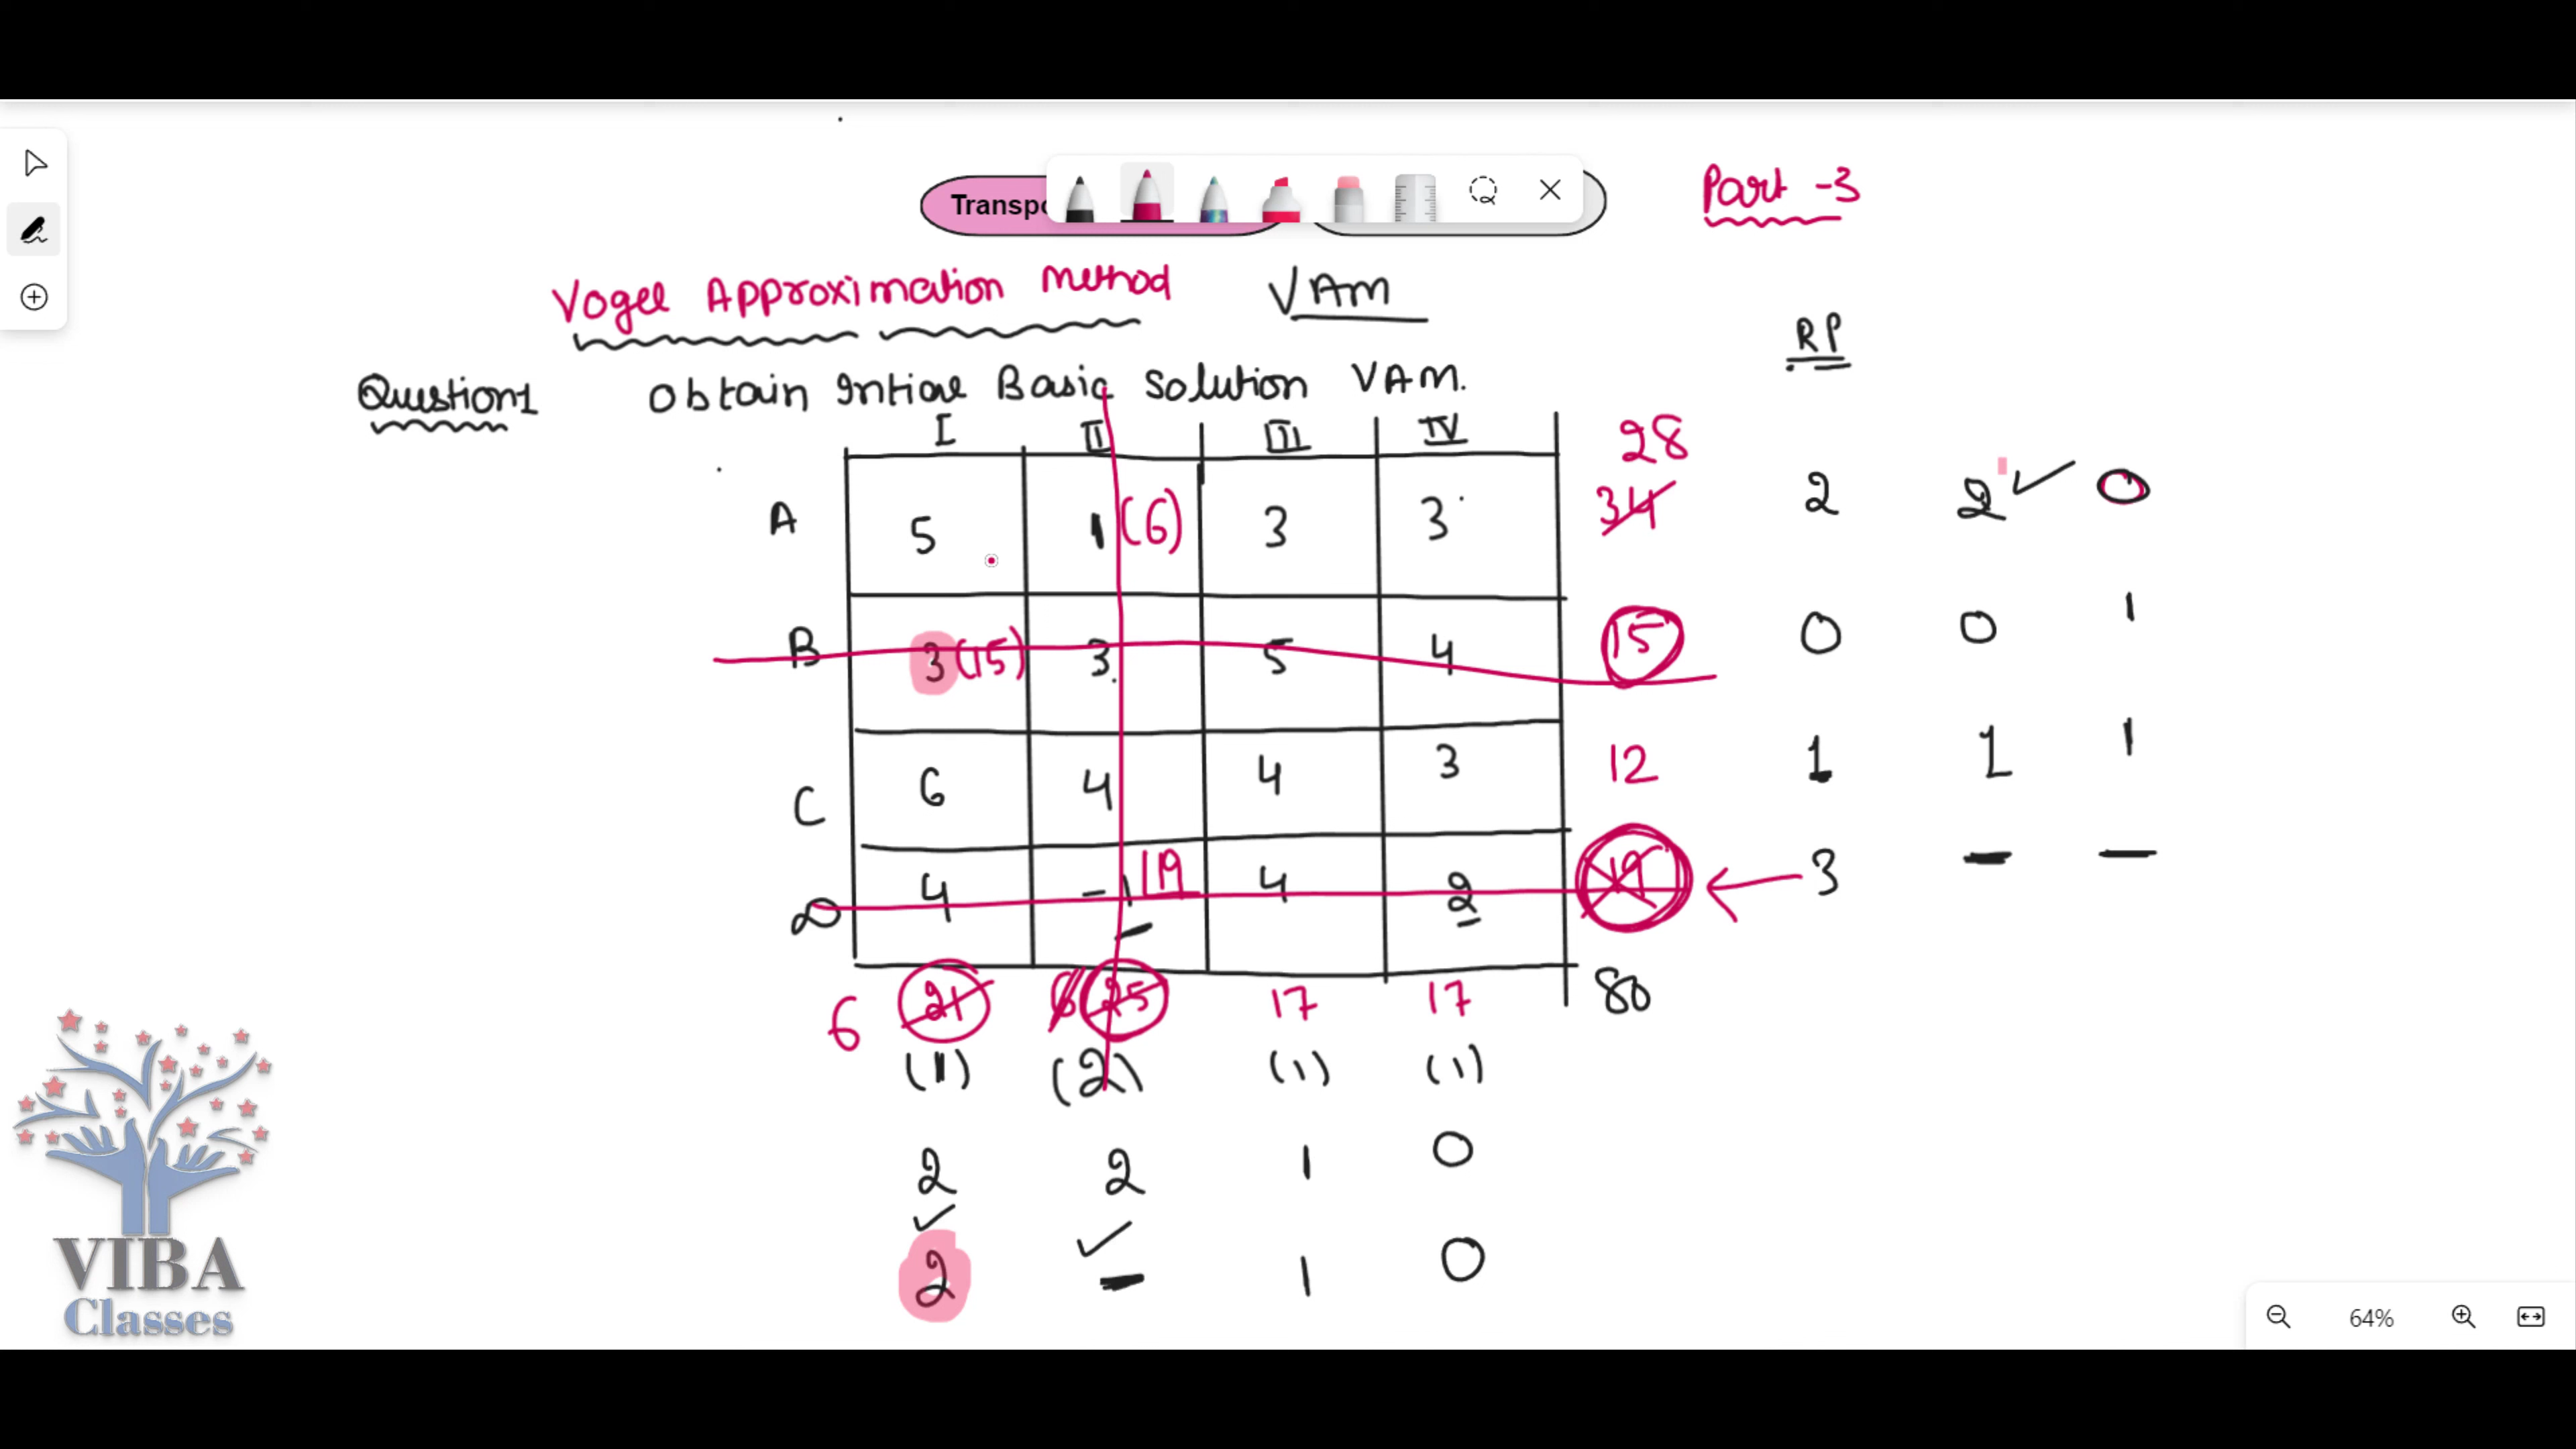 Transpo
Part -3
Vogel Approximation Method VAM
RP
Question1 Obtain Intial Basic Solution VAM.
I II III IV 28
A 5 1 (6) 3 3 34 2 2 0
B 3 (15) 3 5 4 15 0 0 1
C 6 4 4 3 12 1 1 1
D 4 -1 19 4 2 19 3 - -
6 21 6 25 17 17 80
(1) (2) (1) (1)
2 2 1 0
2 - 1 0
VIBA
Classes
64%